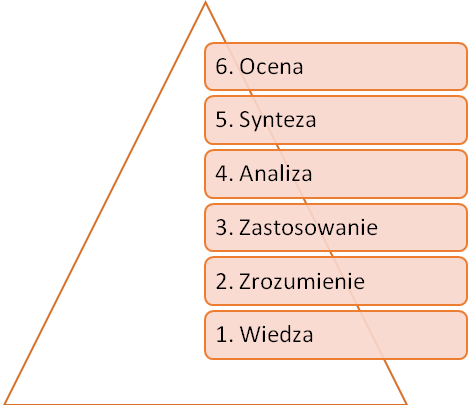 6. Ocena
5. Synteza
4. Analiza
3. Zastosowanie
2. Zrozumienie
1. Wiedza